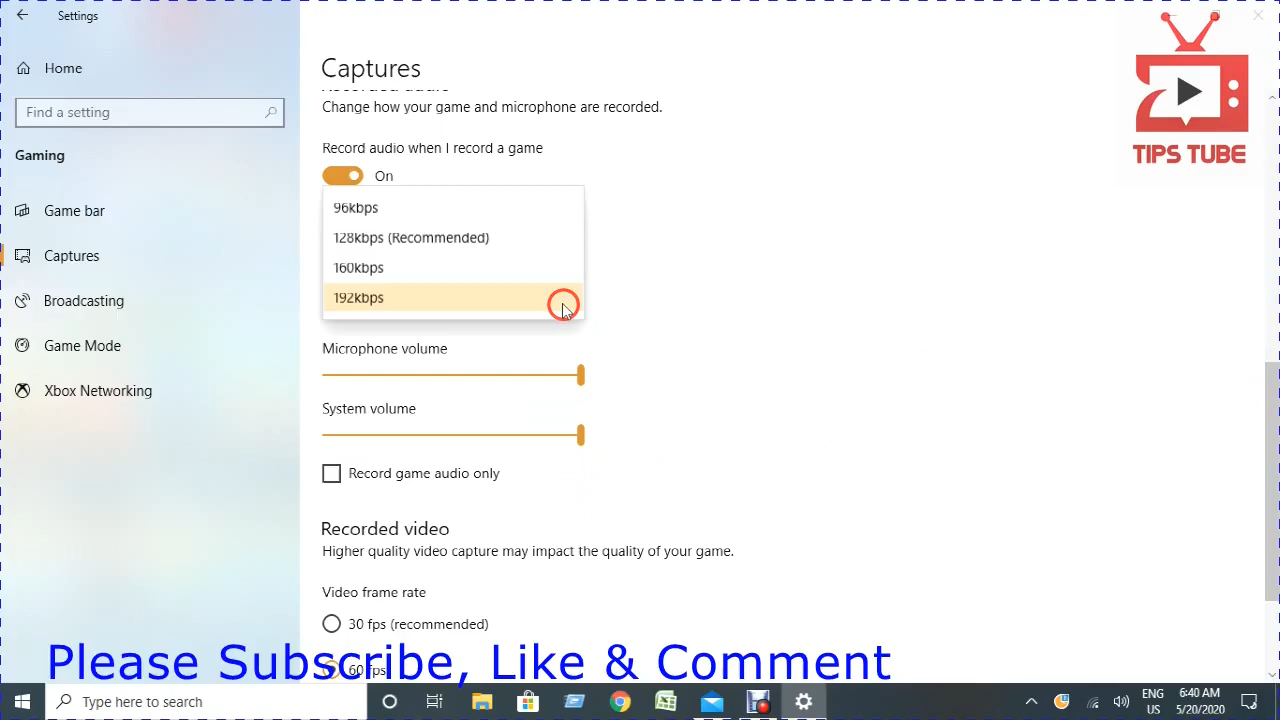 Settings
Home
Find a setting
Gaming
Game bar
Captures
Broadcasting
Game Mode
Xbox Networking
Captures
Recorded audio
Change how your game and microphone are recorded.
Record audio when I record a game
On
96kbps
128kbps (Recommended)
160kbps
192kbps
Microphone volume
System volume
Record game audio only
Recorded video
Higher quality video capture may impact the quality of your game.
Video frame rate
30 fps (recommended)
60 fps
TIPS TUBE
Please Subscribe, Like & Comment
Type here to search
ENG
US
6:40 AM
5/20/2020